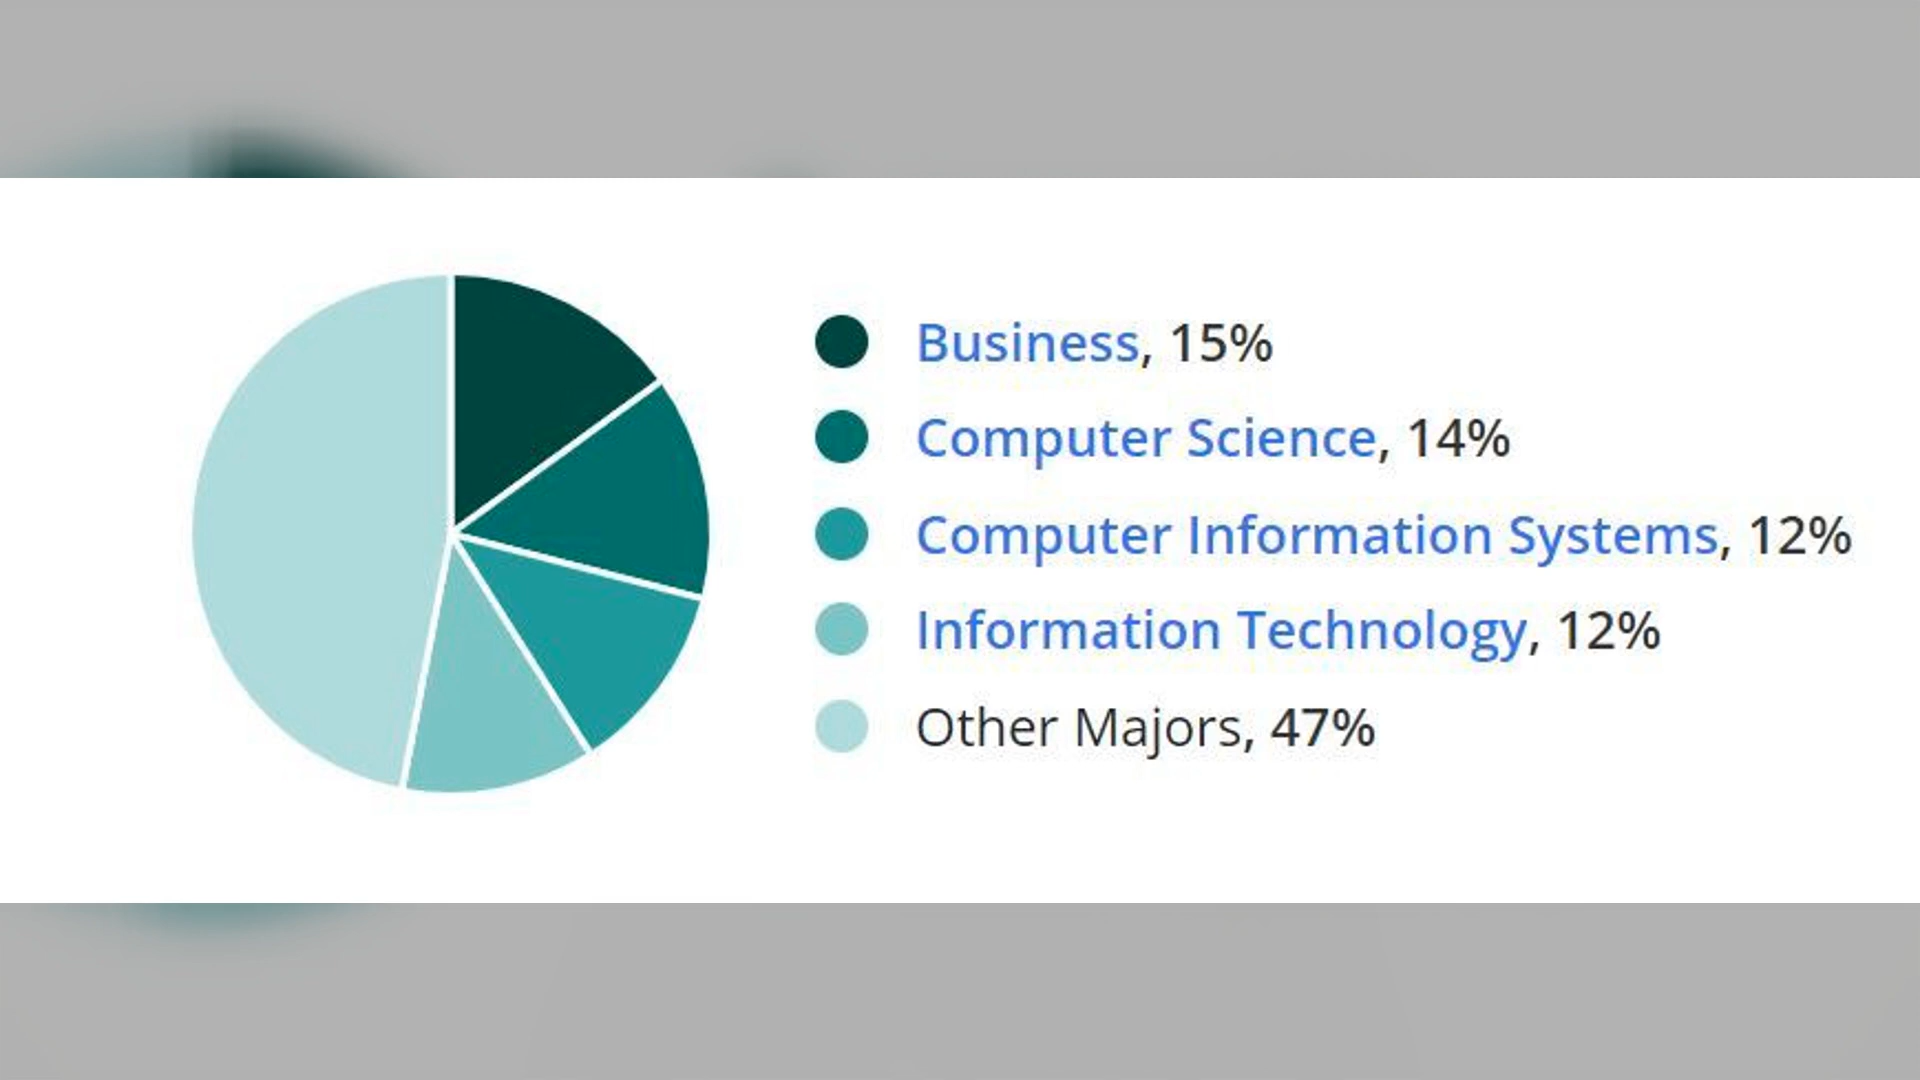 Business, 15%
Computer Science, 14%
Computer Information Systems, 12%
Information Technology, 12%
Other Majors, 47%